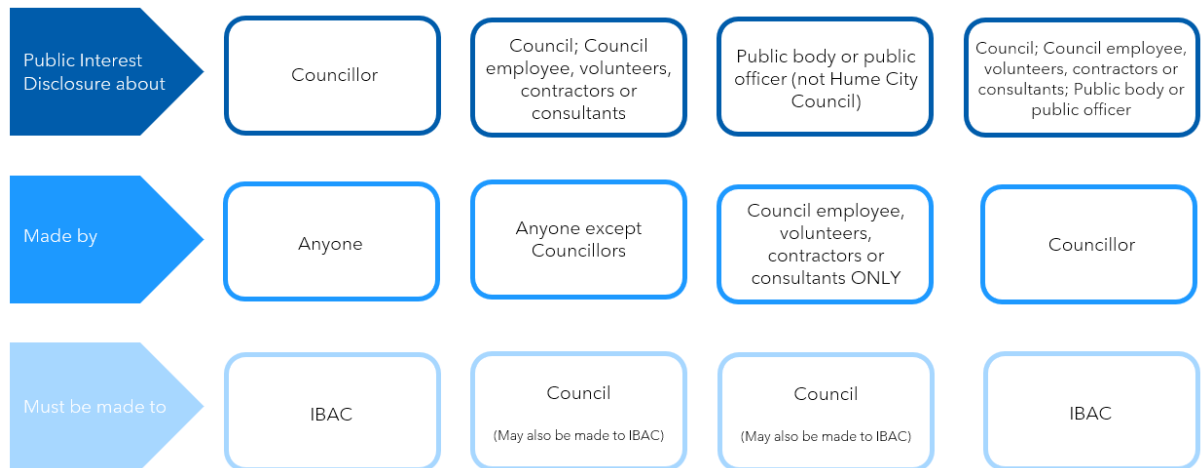 Public Interest
Disclosure about
Councillor
Council; Council
employee, volunteers,
contractors or
consultants
Public body or public
officer (not Hume City
Council)
Council; Council employee,
volunteers, contractors or
consultants; Public body or
public officer
Made by
Anyone
Anyone except
Councillors
Council employee,
volunteers,
contractors or
consultants ONLY
Councillor
Must be made to
IBAC
Council
(May also be made to IBAC)
Council
(May also be made to IBAC)
IBAC